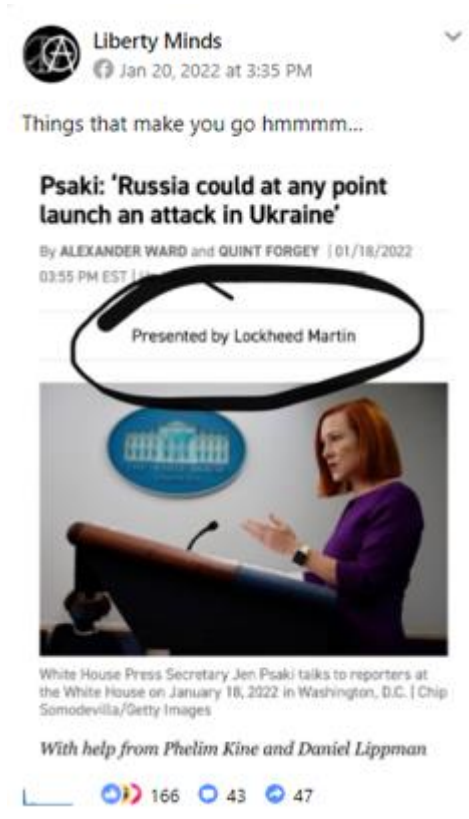 Liberty Minds
Jan 20, 2022 at 3:35 PM
Things that make you go hmmmm...
Psaki: 'Russia could at any point
launch an attack in Ukraine'
By ALEXANDER WARD and QUINT FORGEY | 01/18/2022
03:55 PM EST |
Presented by Lockheed Martin
THE WHITE HOUSE
White House Press Secretary Jen Psaki talks to reporters at
the White House on January 18, 2022 in Washington, D.C. | Chip
Somodevilla/Getty Images
With help from Phelim Kine and Daniel Lippman
166 43 47